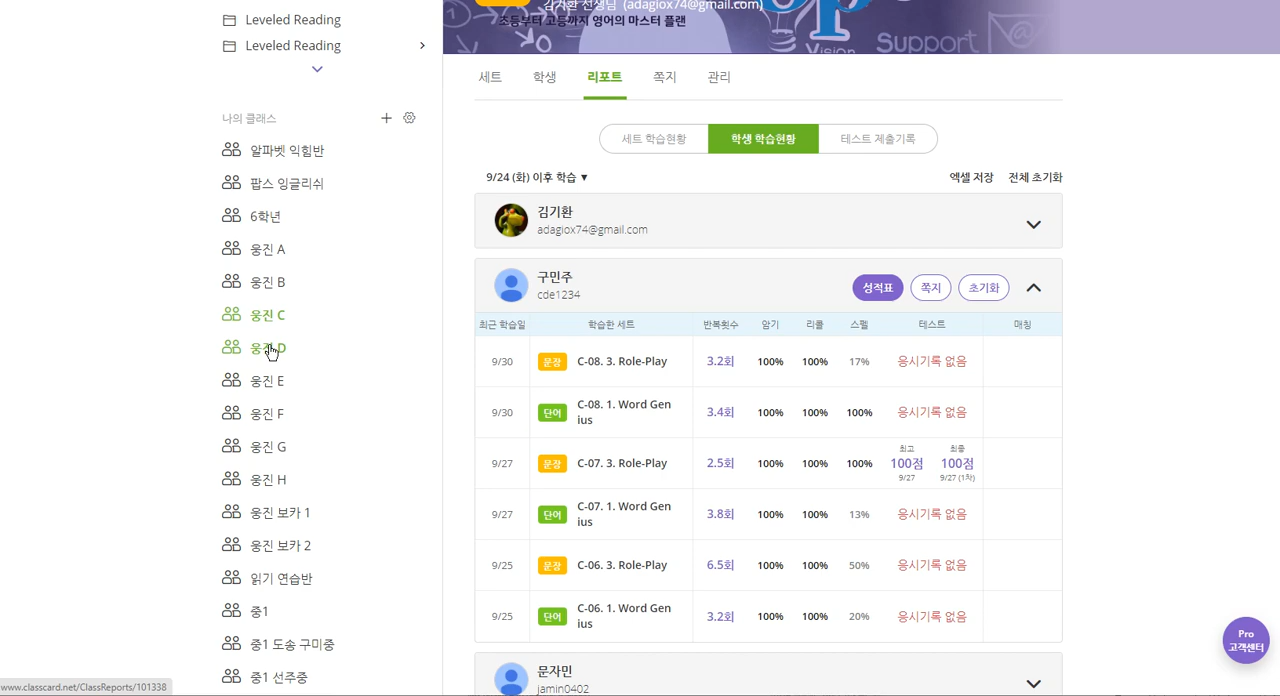 Leveled Reading
Leveled Reading
나의 클래스
알파벳 익힘반
팝스 잉글리쉬
6학년
웅진 A
웅진 B
웅진 C
웅진 D
웅진 E
웅진 F
웅진 G
웅진 H
웅진 보카 1
웅진 보카 2
읽기 연습반
중1
중1 도송 구미중
중1 선주중
www.classcard.net/ClassReports/101338
김기환 선생님 (adagiox74@gmail.com)
초등부터 고등까지 영어의 마스터 플랜
Vision
Support
세트 학생 리포트 쪽지 관리
세트 학습현황 학생 학습현황 테스트 제출기록
9/24 (화) 이후 학습 ▼ 엑셀 저장 전체 초기화
김기환
adagiox74@gmail.com
구민주
cde1234
성적표 쪽지 초기화
최근 학습일 학습한 세트 반복횟수 암기 리콜 스펠 테스트 매칭
9/30 문장 C-08. 3. Role-Play 3.2회 100% 100% 17% 응시기록 없음
9/30 단어 C-08. 1. Word Gen
ius 3.4회 100% 100% 100% 응시기록 없음
9/27 문장 C-07. 3. Role-Play 2.5회 100% 100% 100% 최고 100점 9/27 최종 100점 9/27 (1차)
9/27 단어 C-07. 1. Word Gen
ius 3.8회 100% 100% 13% 응시기록 없음
9/25 문장 C-06. 3. Role-Play 6.5회 100% 100% 50% 응시기록 없음
9/25 단어 C-06. 1. Word Gen
ius 3.2회 100% 100% 20% 응시기록 없음
문자민
jamin0402
Pro
고객센터